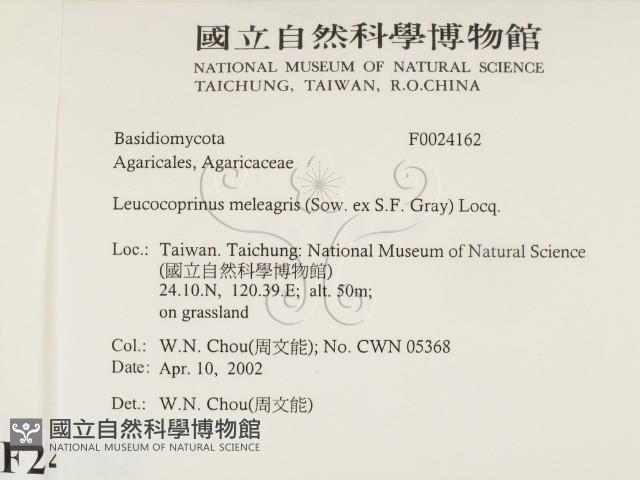 國立自然科學博物館
NATIONAL MUSEUM OF NATURAL SCIENCE
TAICHUNG, TAIWAN, R.O.CHINA
Basidiomycota F0024162
Agaricales, Agaricaceae
Leucocoprinus meleagris (Sow. ex S.F. Gray) Locq.
Loc.: Taiwan. Taichung: National Museum of Natural Science
(國立自然科學博物館)
24.10.N, 120.39.E; alt. 50m;
on grassland
Col.: W.N. Chou(周文能); No. CWN 05368
Date: Apr. 10, 2002
Det.: W.N. Chou(周文能)
國立自然科學博物館
NATIONAL MUSEUM OF NATURAL SCIENCE